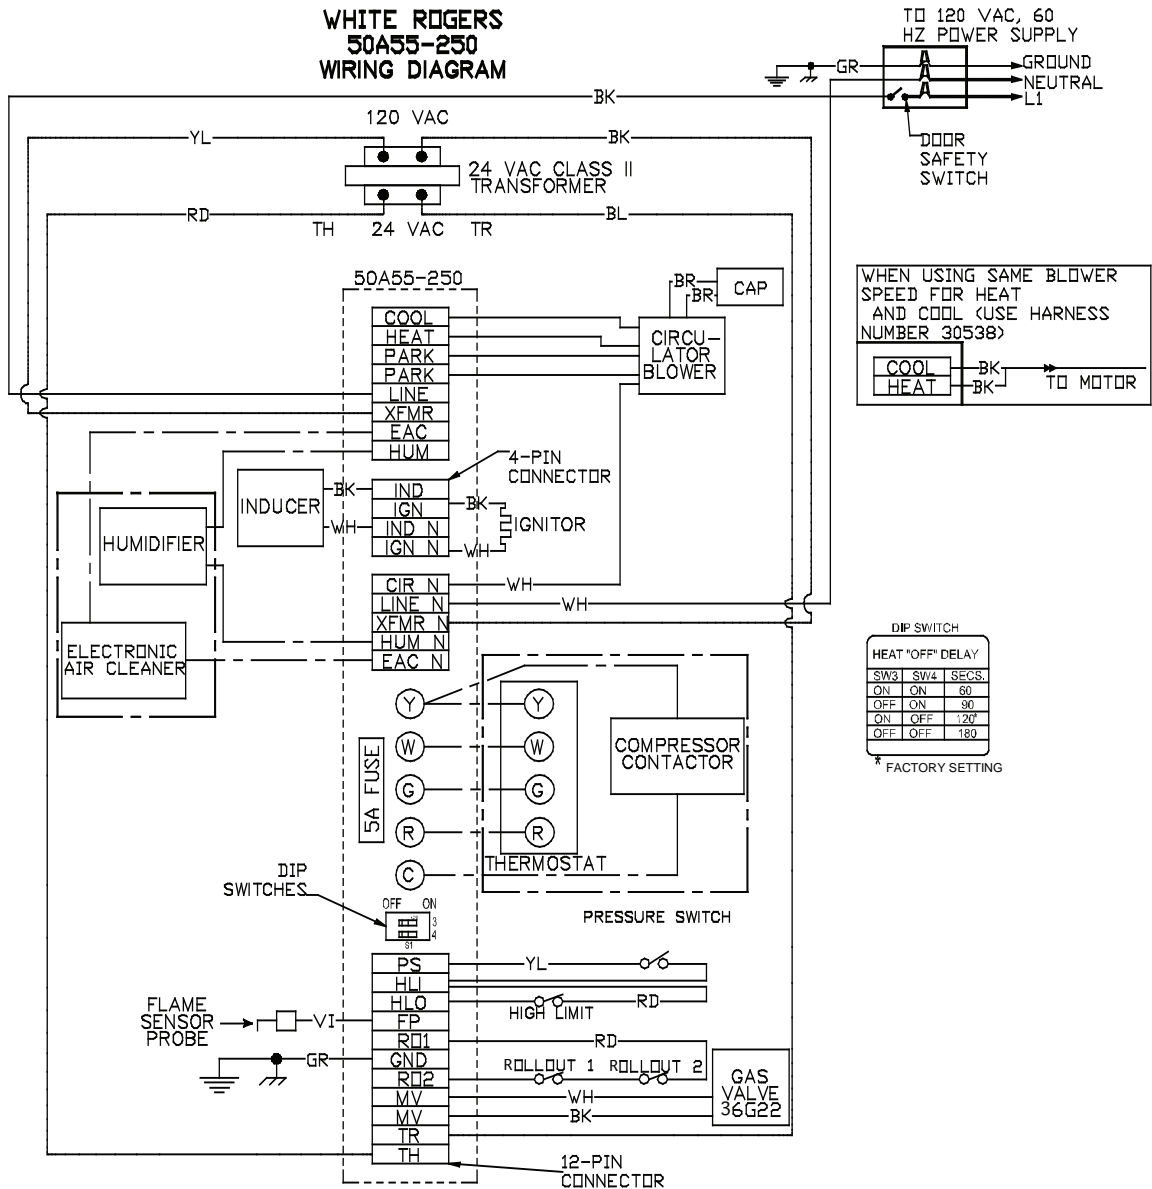 WHITE RODGERS
50A55-250
WIRING DIAGRAM
TO 120 VAC, 60
HZ POWER SUPPLY
GR
GROUND
NEUTRAL
L1
BK
DOOR
SAFETY
SWITCH
120 VAC
YL
BK
24 VAC CLASS II
TRANSFORMER
RD
BL
TH
24 VAC
TR
50A55-250
BR
BR
CAP
WHEN USING SAME BLOWER
SPEED FOR HEAT
AND COOL (USE HARNESS
NUMBER 30538)
COOL
HEAT
BK
BK
TO MOTOR
COOL
HEAT
PARK
PARK
LINE
XFMR
EAC
HUM
CIRCU-
LATOR
BLOWER
4-PIN
CONNECTOR
INDUCER
BK
WH
IND
IGN
IND N
IGN N
BK
WH
IGNITOR
HUMIDIFIER
CIR N
LINE N
XFMR N
HUM N
EAC N
WH
WH
ELECTRONIC
AIR CLEANER
DIP SWITCH
HEAT "OFF" DELAY
SW3 SW4 SECS.
ON ON 60
OFF ON 90
ON OFF 120*
OFF OFF 180
* FACTORY SETTING
Y
W
G
R
C
5A FUSE
Y
W
G
R
THERMOSTAT
COMPRESSOR
CONTACTOR
DIP
SWITCHES
OFF ON
3
4
S1
PRESSURE SWITCH
PS
HLI
HLO
FP
RO1
GND
RO2
MV
MV
TR
TH
YL
HIGH LIMIT
RD
FLAME
SENSOR
PROBE
VI
GR
RD
ROLLOUT 1
ROLLOUT 2
WH
BK
GAS
VALVE
36G22
12-PIN
CONNECTOR